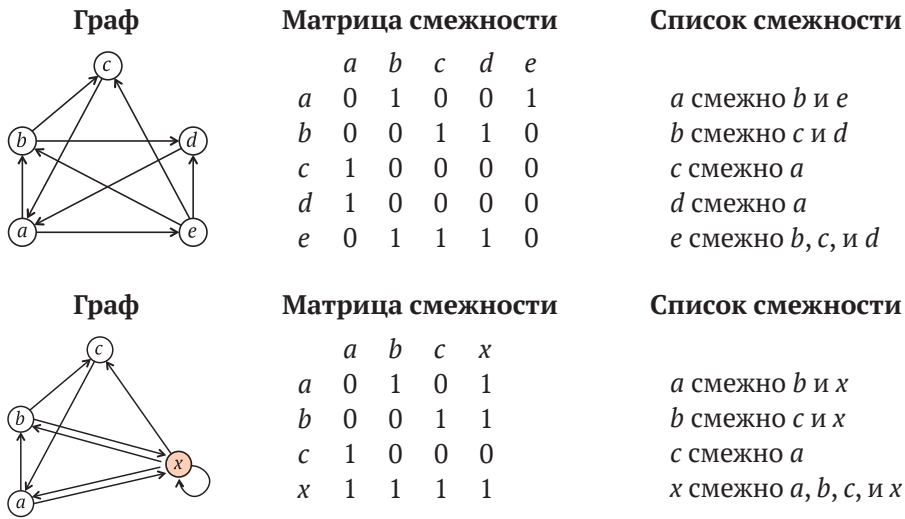 Граф Матрица смежности Список смежности
c
b d
a e
a b c d e
a 0 1 0 0 1 a смежно b и e
b 0 0 1 1 0 b смежно c и d
c 1 0 0 0 0 c смежно a
d 1 0 0 0 0 d смежно a
e 0 1 1 1 0 e смежно b, c, и d
Граф Матрица смежности Список смежности
c
b
x
a
a b c x
a 0 1 0 1 a смежно b и x
b 0 0 1 1 b смежно c и x
c 1 0 0 0 c смежно a
x 1 1 1 1 x смежно a, b, c, и x